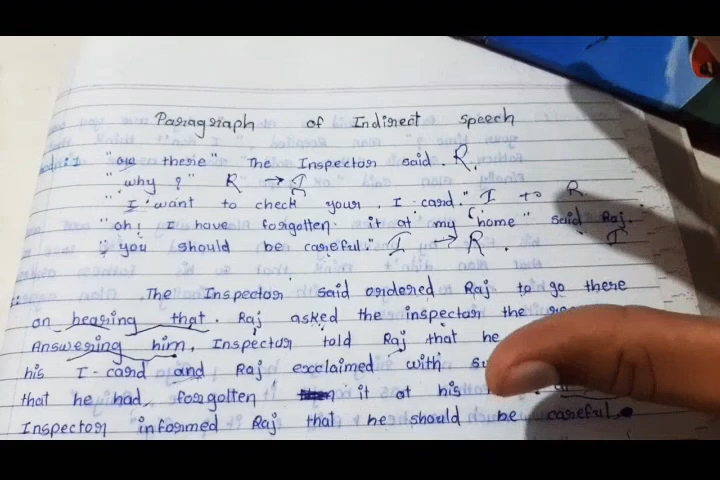 Paragraph of Indirect speech
"are there" The Inspector said. R.
"why ?" R → I
"I want to check your I card." I to R
"oh! I have forgotten it at my home" said Raj.
"you should be careful." I → R. I
The Inspector said ordered Raj to go there
on hearing that. Raj asked the inspector the
Answering him, Inspector told Raj that he
his I-card and Raj exclaimed with
that he had forgotten it at his
Inspector informed Raj that he should be careful.